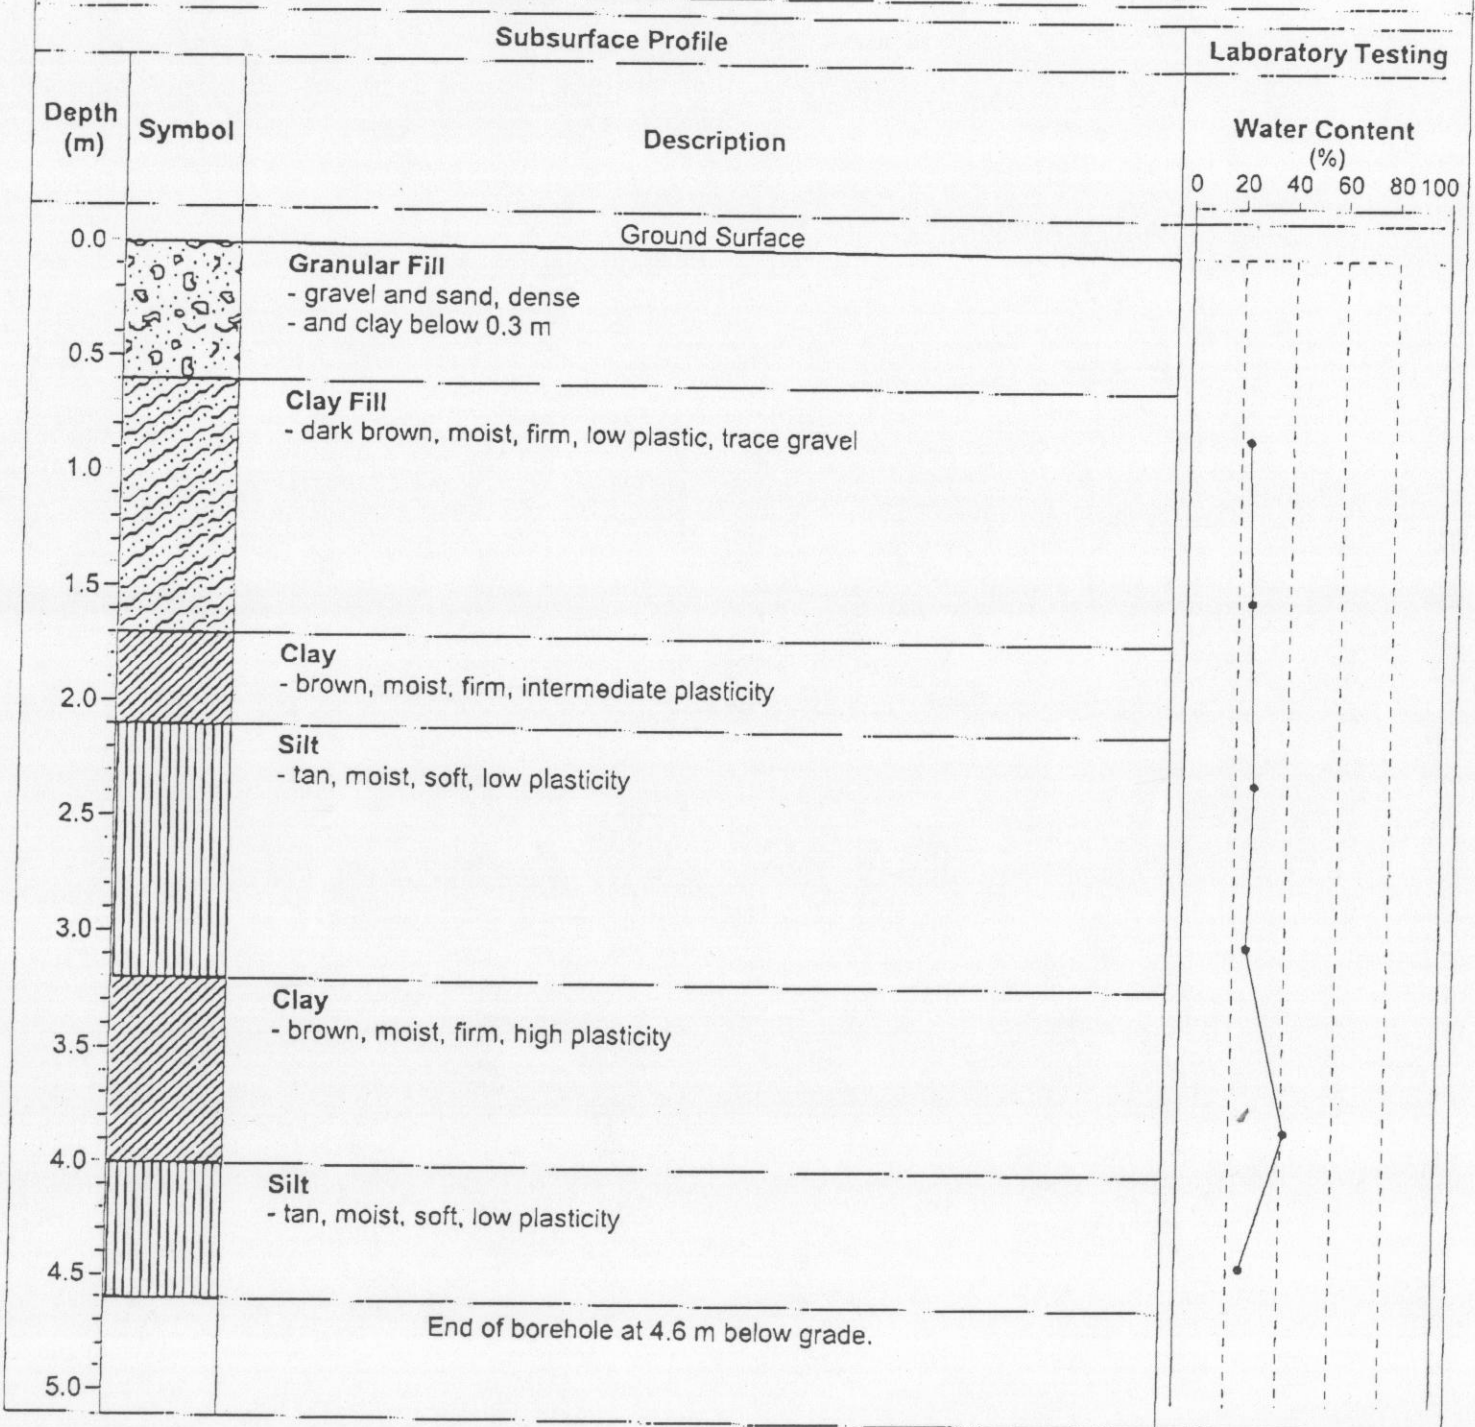 Subsurface Profile
Laboratory Testing
Depth
(m)
Symbol
Description
Water Content
(%)
0 20 40 60 80 100
0.0
Ground Surface
Granular Fill
- gravel and sand, dense
- and clay below 0.3 m
0.5
Clay Fill
- dark brown, moist, firm, low plastic, trace gravel
1.0
1.5
Clay
- brown, moist, firm, intermediate plasticity
2.0
Silt
- tan, moist, soft, low plasticity
2.5
3.0
Clay
- brown, moist, firm, high plasticity
3.5
4.0
Silt
- tan, moist, soft, low plasticity
4.5
End of borehole at 4.6 m below grade.
5.0